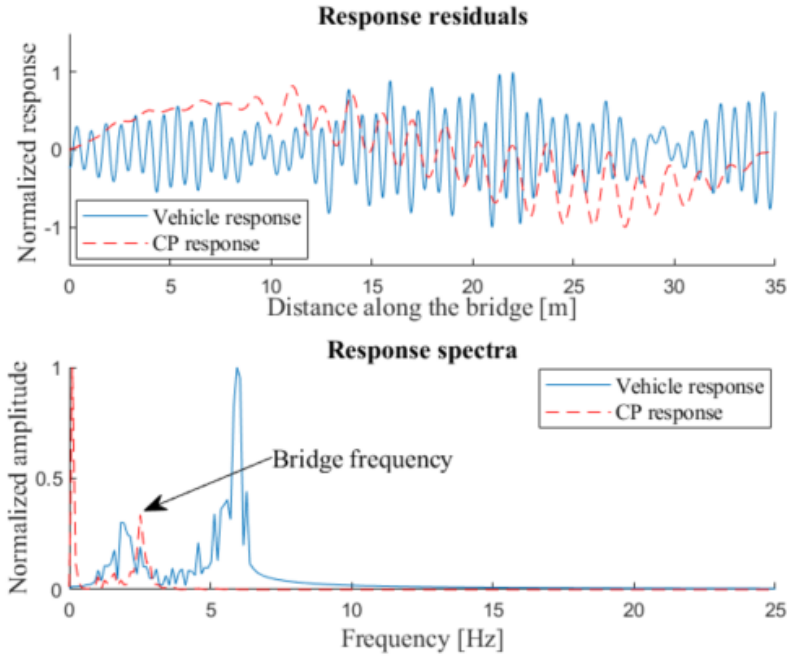 Response residuals
Normalized response
1
0
-1
Vehicle response
CP response
0 5 10 15 20 25 30 35
Distance along the bridge [m]
Response spectra
Normalized amplitude
1
0.5
0
Vehicle response
CP response
Bridge frequency
0 5 10 15 20 25
Frequency [Hz]